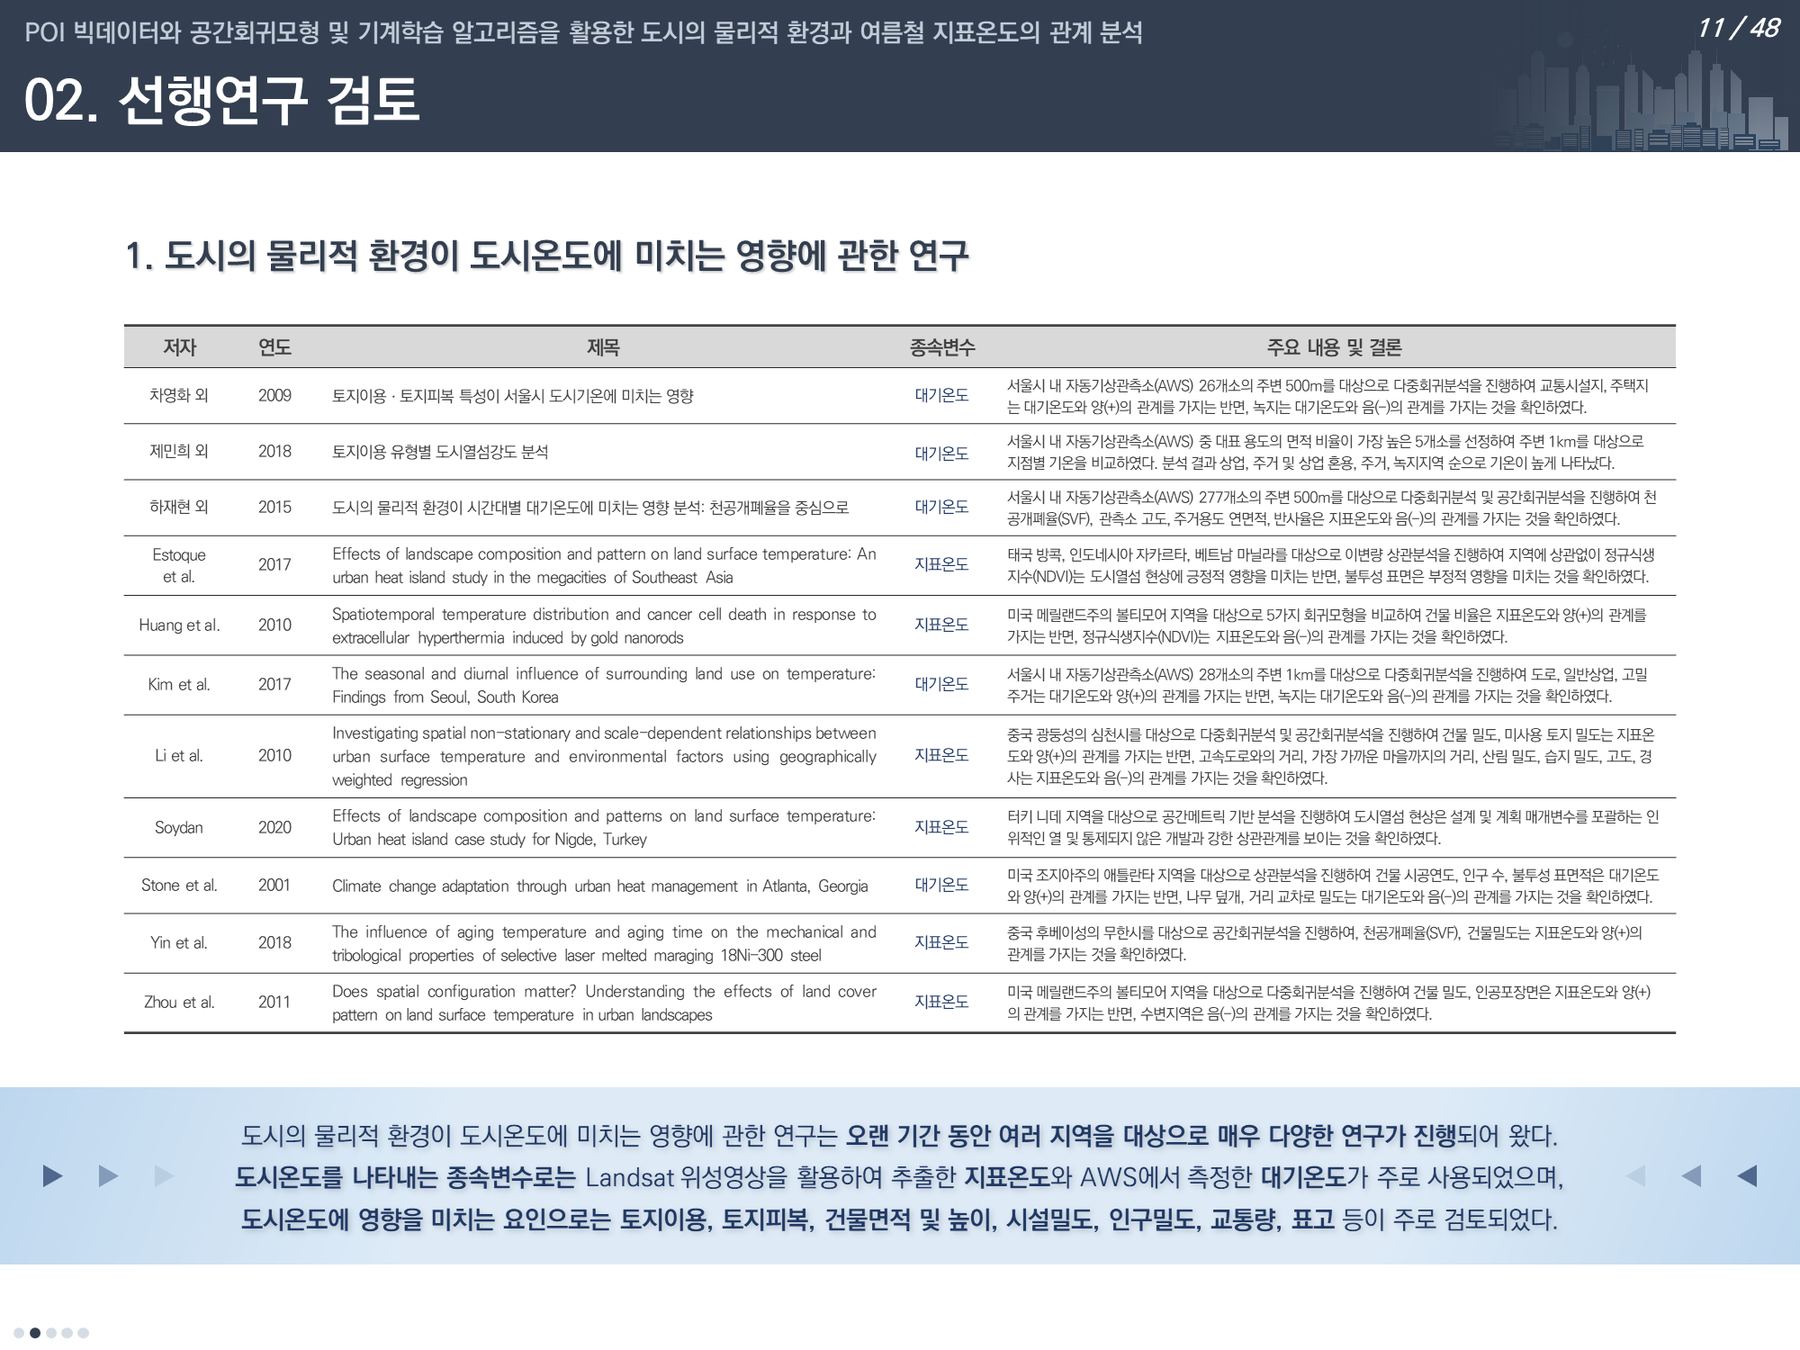 POI 빅데이터와 공간회귀모형 및 기계학습 알고리즘을 활용한 도시의 물리적 환경과 여름철 지표온도의 관계 분석
11 / 48
02. 선행연구 검토
1. 도시의 물리적 환경이 도시온도에 미치는 영향에 관한 연구
저자 연도 제목 종속변수 주요 내용 및 결론
차영화 외 2009 토지이용 · 토지피복 특성이 서울시 도시기온에 미치는 영향 대기온도
서울시 내 자동기상관측소(AWS) 26개소의 주변 500m를 대상으로 다중회귀분석을 진행하여 교통시설지, 주택지
는 대기온도와 양(+)의 관계를 가지는 반면, 녹지는 대기온도와 음(-)의 관계를 가지는 것을 확인하였다.
제민희 외 2018 토지이용 유형별 도시열섬강도 분석 대기온도
서울시 내 자동기상관측소(AWS) 중 대표 용도의 면적 비율이 가장 높은 5개소를 선정하여 주변 1km를 대상으로
지점별 기온을 비교하였다. 분석 결과 상업, 주거 및 상업 혼용, 주거, 녹지지역 순으로 기온이 높게 나타났다.
하재현 외 2015 도시의 물리적 환경이 시간대별 대기온도에 미치는 영향 분석: 천공개폐율을 중심으로 대기온도
서울시 내 자동기상관측소(AWS) 277개소의 주변 500m를 대상으로 다중회귀분석 및 공간회귀분석을 진행하여 천
공개폐율(SVF), 관측소 고도, 주거용도 연면적, 반사율은 지표온도와 음(-)의 관계를 가지는 것을 확인하였다.
Estoque
et al.
2017
Effects of landscape composition and pattern on land surface temperature: An
urban heat island study in the megacities of Southeast Asia
지표온도
태국 방콕, 인도네시아 자카르타, 베트남 마닐라를 대상으로 이변량 상관분석을 진행하여 지역에 상관없이 정규식생
지수(NDVI)는 도시열섬 현상에 긍정적 영향을 미치는 반면, 불투성 표면은 부정적 영향을 미치는 것을 확인하였다.
Huang et al. 2010
Spatiotemporal temperature distribution and cancer cell death in response to
extracellular hyperthermia induced by gold nanorods
지표온도
미국 메릴랜드주의 볼티모어 지역을 대상으로 5가지 회귀모형을 비교하여 건물 비율은 지표온도와 양(+)의 관계를
가지는 반면, 정규식생지수(NDVI)는 지표온도와 음(-)의 관계를 가지는 것을 확인하였다.
Kim et al. 2017
The seasonal and diurnal influence of surrounding land use on temperature:
Findings from Seoul, South Korea
대기온도
서울시 내 자동기상관측소(AWS) 28개소의 주변 1km를 대상으로 다중회귀분석을 진행하여 도로, 일반상업, 고밀
주거는 대기온도와 양(+)의 관계를 가지는 반면, 녹지는 대기온도와 음(-)의 관계를 가지는 것을 확인하였다.
Li et al. 2010
Investigating spatial non-stationary and scale-dependent relationships between
urban surface temperature and environmental factors using geographically
weighted regression
지표온도
중국 광둥성의 심천시를 대상으로 다중회귀분석 및 공간회귀분석을 진행하여 건물 밀도, 미사용 토지 밀도는 지표온
도와 양(+)의 관계를 가지는 반면, 고속도로와의 거리, 가장 가까운 마을까지의 거리, 산림 밀도, 습지 밀도, 고도, 경
사는 지표온도와 음(-)의 관계를 가지는 것을 확인하였다.
Soydan 2020
Effects of landscape composition and patterns on land surface temperature:
Urban heat island case study for Nigde, Turkey
지표온도
터키 니데 지역을 대상으로 공간메트릭 기반 분석을 진행하여 도시열섬 현상은 설계 및 계획 매개변수를 포괄하는 인
위적인 열 및 통제되지 않은 개발과 강한 상관관계를 보이는 것을 확인하였다.
Stone et al. 2001 Climate change adaptation through urban heat management in Atlanta, Georgia 대기온도
미국 조지아주의 애틀란타 지역을 대상으로 상관분석을 진행하여 건물 시공연도, 인구 수, 불투성 표면적은 대기온도
와 양(+)의 관계를 가지는 반면, 나무 덮개, 거리 교차로 밀도는 대기온도와 음(-)의 관계를 가지는 것을 확인하였다.
Yin et al. 2018
The influence of aging temperature and aging time on the mechanical and
tribological properties of selective laser melted maraging 18Ni-300 steel
지표온도
중국 후베이성의 무한시를 대상으로 공간회귀분석을 진행하여, 천공개폐율(SVF), 건물밀도는 지표온도와 양(+)의
관계를 가지는 것을 확인하였다.
Zhou et al. 2011
Does spatial configuration matter? Understanding the effects of land cover
pattern on land surface temperature in urban landscapes
지표온도
미국 메릴랜드주의 볼티모어 지역을 대상으로 다중회귀분석을 진행하여 건물 밀도, 인공포장면은 지표온도와 양(+)
의 관계를 가지는 반면, 수변지역은 음(-)의 관계를 가지는 것을 확인하였다.
도시의 물리적 환경이 도시온도에 미치는 영향에 관한 연구는 오랜 기간 동안 여러 지역을 대상으로 매우 다양한 연구가 진행되어 왔다.
도시온도를 나타내는 종속변수로는 Landsat 위성영상을 활용하여 추출한 지표온도와 AWS에서 측정한 대기온도가 주로 사용되었으며,
도시온도에 영향을 미치는 요인으로는 토지이용, 토지피복, 건물면적 및 높이, 시설밀도, 인구밀도, 교통량, 표고 등이 주로 검토되었다.